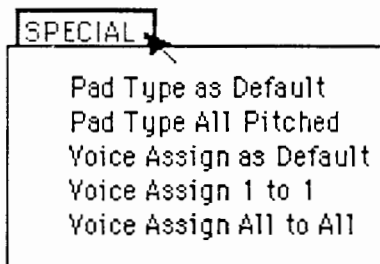 SPECIAL
Pad Type as Default
Pad Type All Pitched
Voice Assign as Default
Voice Assign 1 to 1
Voice Assign All to All